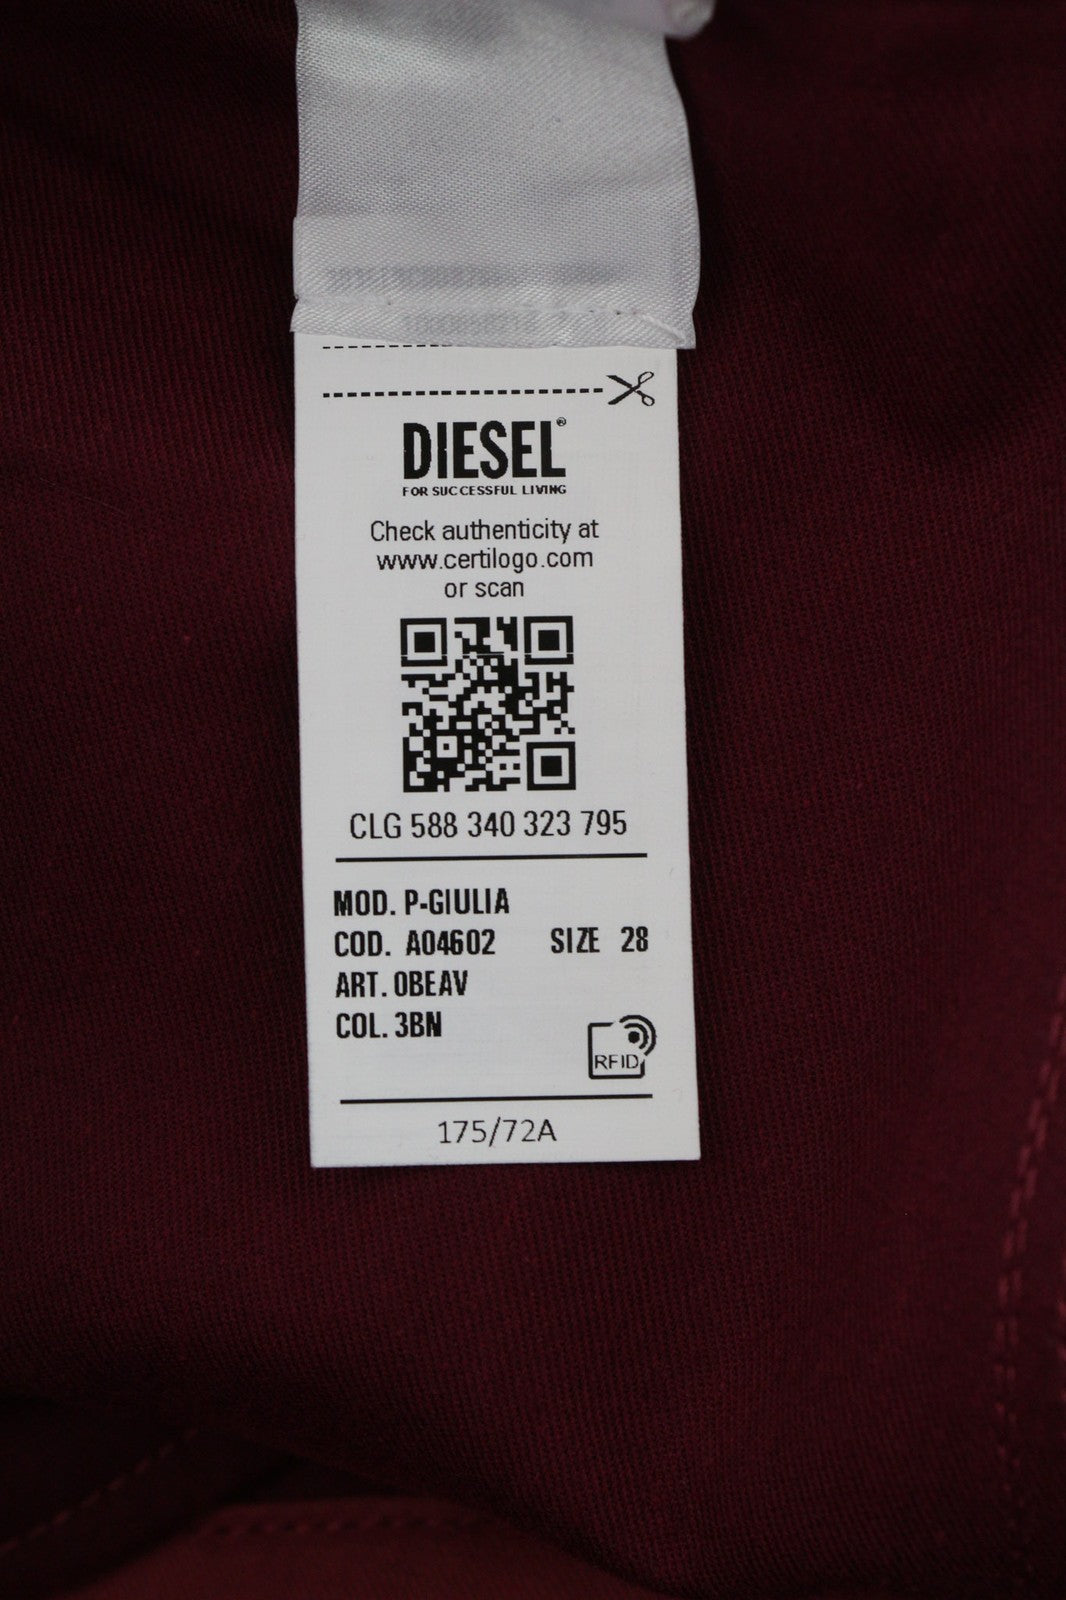 DIESEL®
FOR SUCCESSFUL LIVING
Check authenticity at
www.certilogo.com
or scan
CLG 588 340 323 795
MOD. P-GIULIA
COD. A04602 SIZE 28
ART. 0BEAV
COL. 3BN
RFID
175/72A